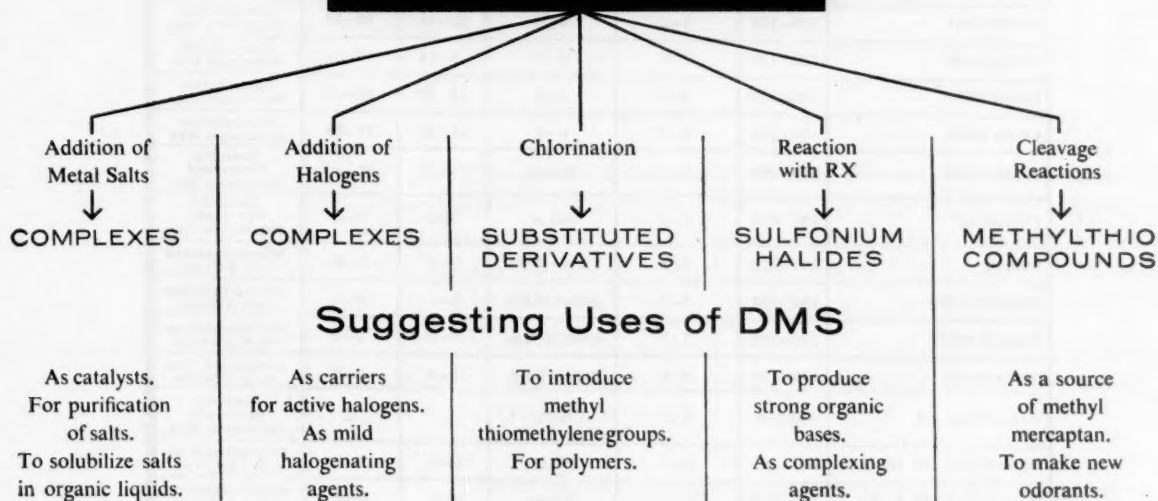 Addition of
Metal Salts
COMPLEXES
Addition of
Halogens
COMPLEXES
Chlorination
SUBSTITUTED
DERIVATIVES
Reaction
with RX
SULFONIUM
HALIDES
Cleavage
Reactions
METHYLTHIO
COMPOUNDS
Suggesting Uses of DMS
As catalysts.
For purification
of salts.
To solubilize salts
in organic liquids.
As carriers
for active halogens.
As mild
halogenating
agents.
To introduce
methyl
thiomethylene groups.
For polymers.
To produce
strong organic
bases.
As complexing
agents.
As a source
of methyl
mercaptan.
To make new
odorants.